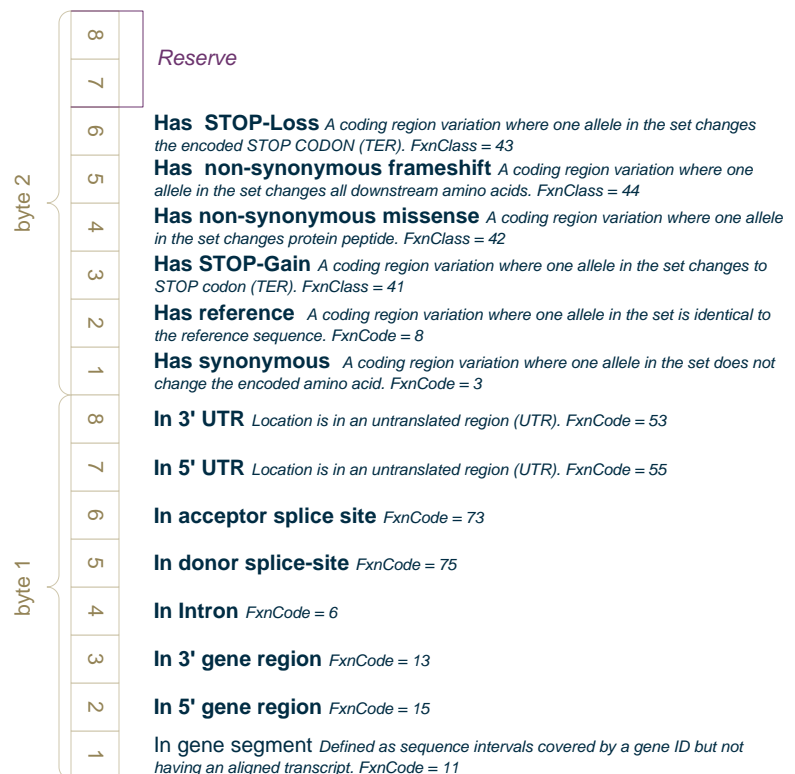 8
Reserve
7
6
Has STOP-Loss A coding region variation where one allele in the set changes
the encoded STOP CODON (TER). FxnClass = 43
byte 2
5
Has non-synonymous frameshift A coding region variation where one
allele in the set changes all downstream amino acids. FxnClass = 44
4
Has non-synonymous missense A coding region variation where one allele
in the set changes protein peptide. FxnClass = 42
3
Has STOP-Gain A coding region variation where one allele in the set changes to
STOP codon (TER). FxnClass = 41
2
Has reference A coding region variation where one allele in the set is identical to
the reference sequence. FxnCode = 8
1
Has synonymous A coding region variation where one allele in the set does not
change the encoded amino acid. FxnCode = 3
8
In 3' UTR Location is in an untranslated region (UTR). FxnCode = 53
7
In 5' UTR Location is in an untranslated region (UTR). FxnCode = 55
6
In acceptor splice site FxnCode = 73
5
In donor splice-site FxnCode = 75
byte 1
4
In Intron FxnCode = 6
3
In 3' gene region FxnCode = 13
2
In 5' gene region FxnCode = 15
1
In gene segment Defined as sequence intervals covered by a gene ID but not
having an aligned transcript. FxnCode = 11